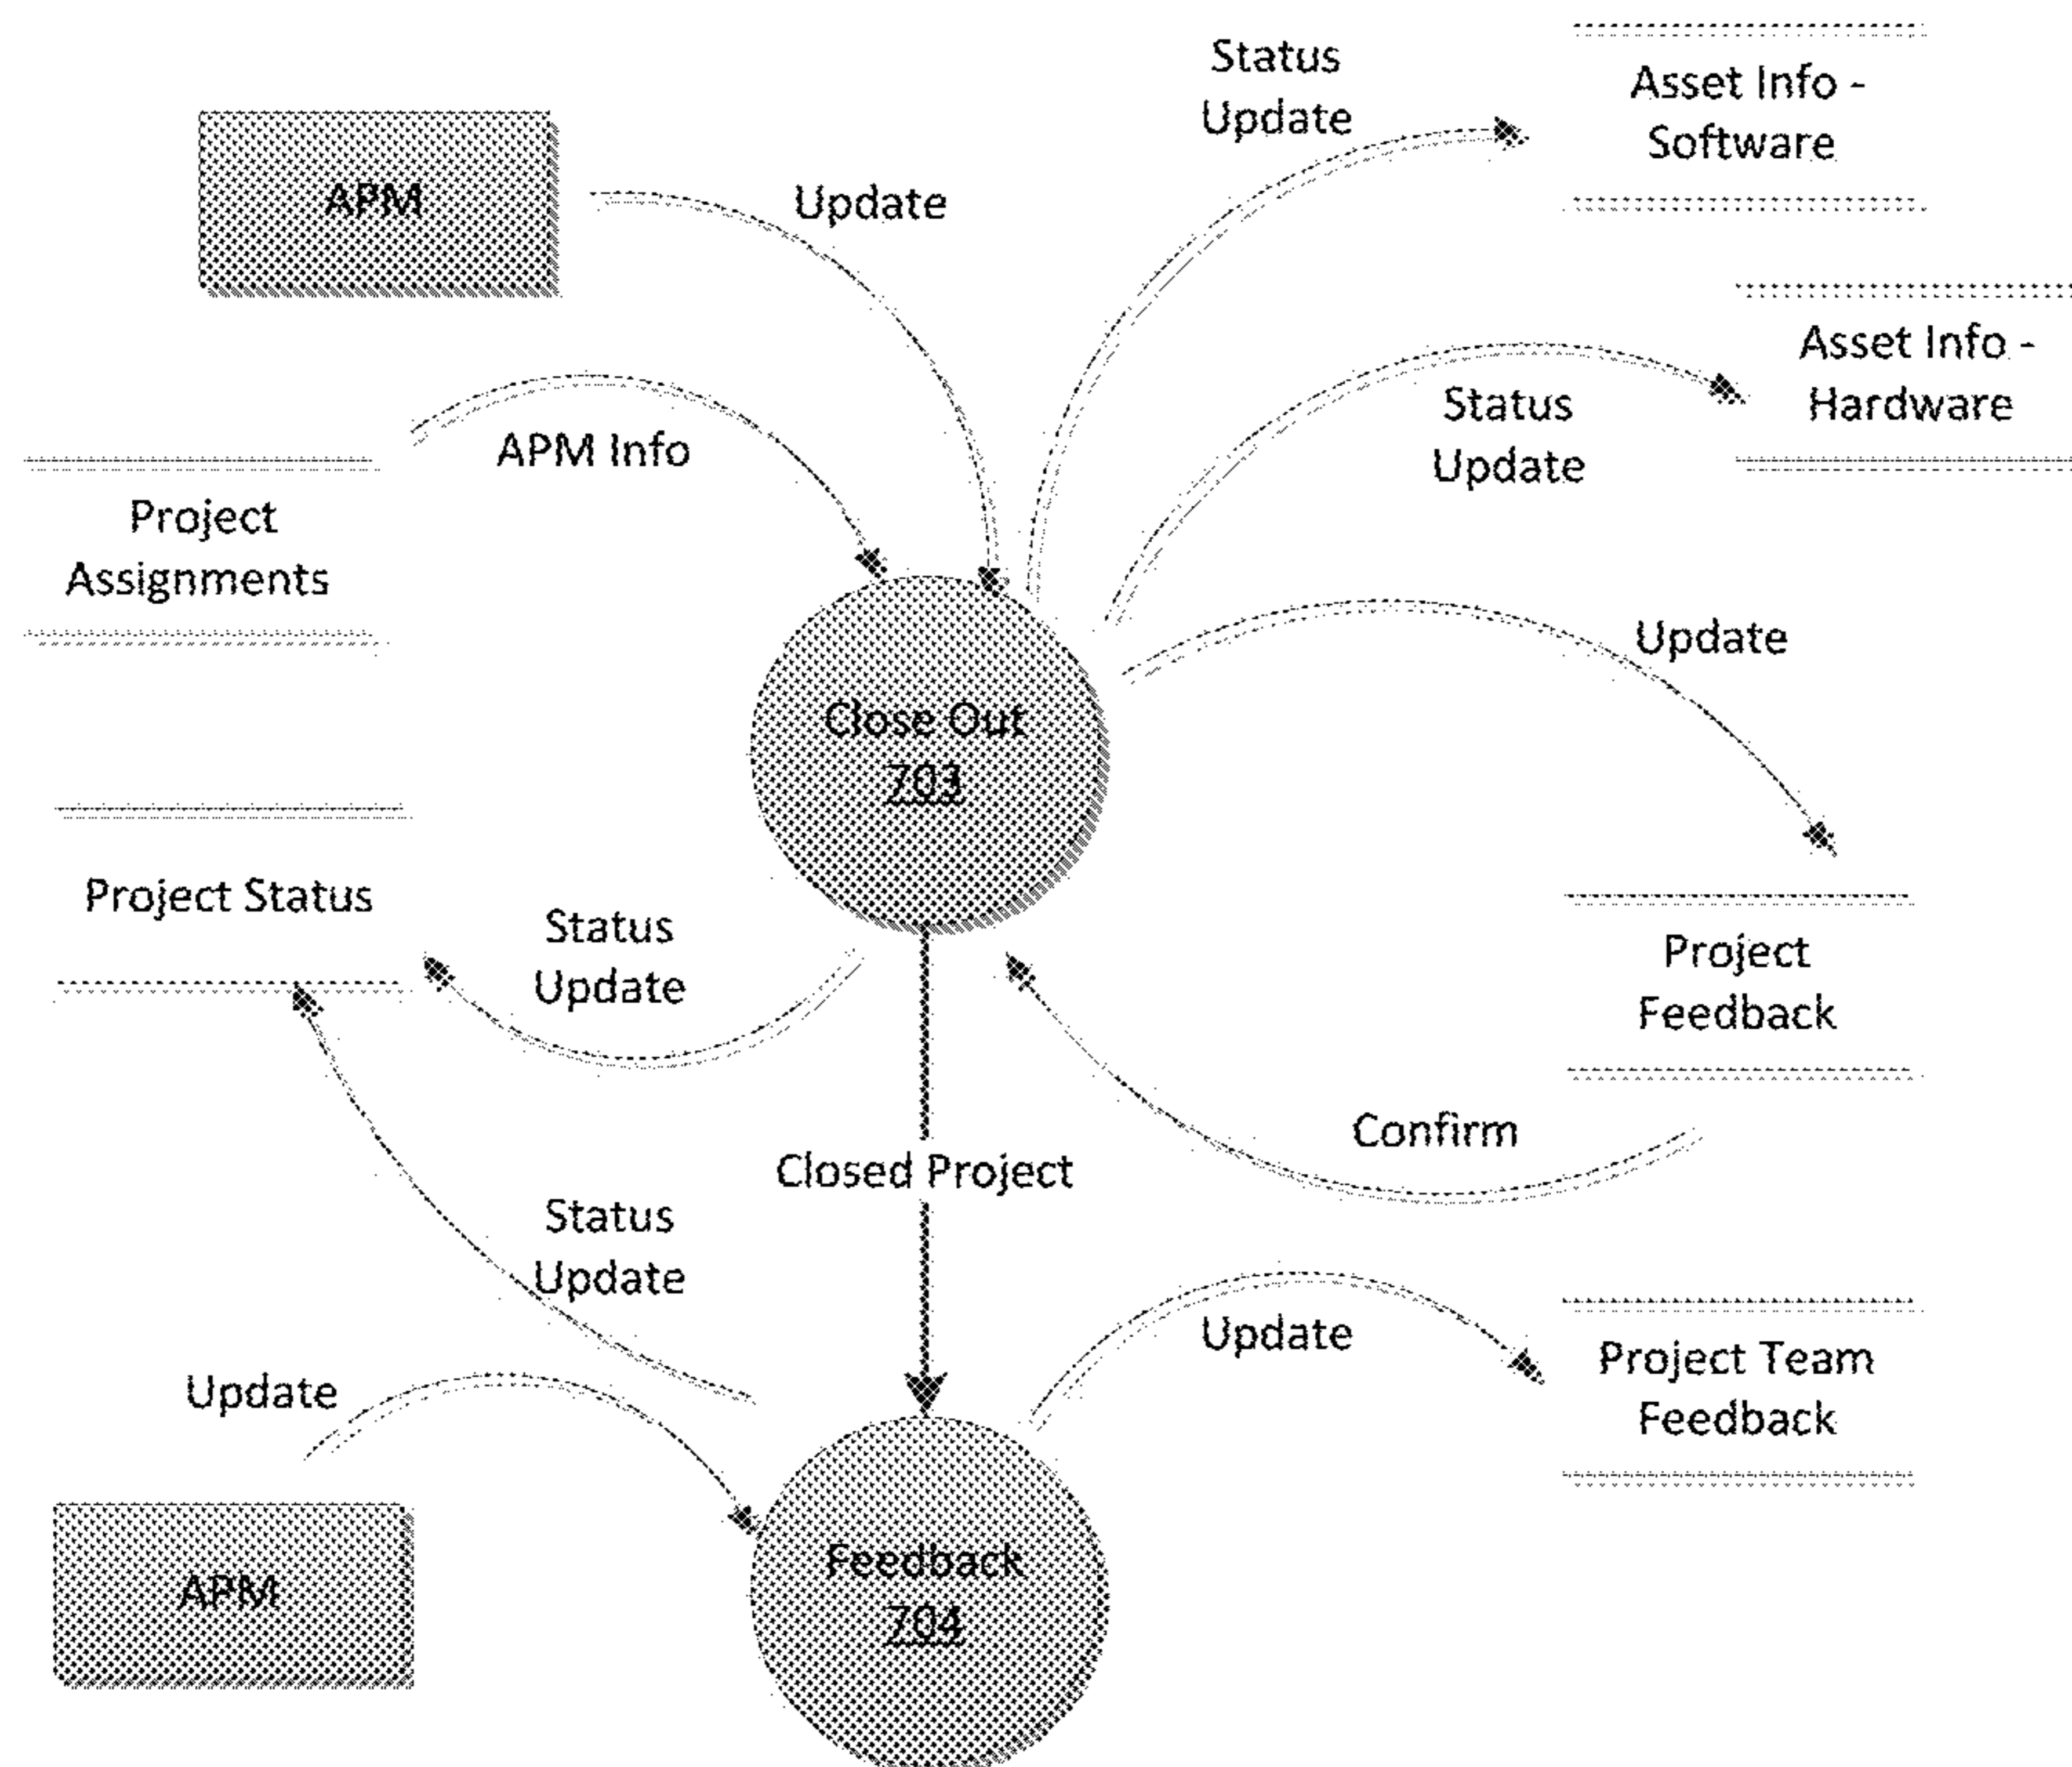 Status
Update
Asset Info -
Software
APM
Update
Asset Info -
Hardware
Status
Update
APM Info
Project
Assignments
Update
Close Out
703
Project Status
Status
Update
Project
Feedback
Confirm
Closed Project
Status
Update
Update
Project Team
Feedback
Update
APM
Feedback
704